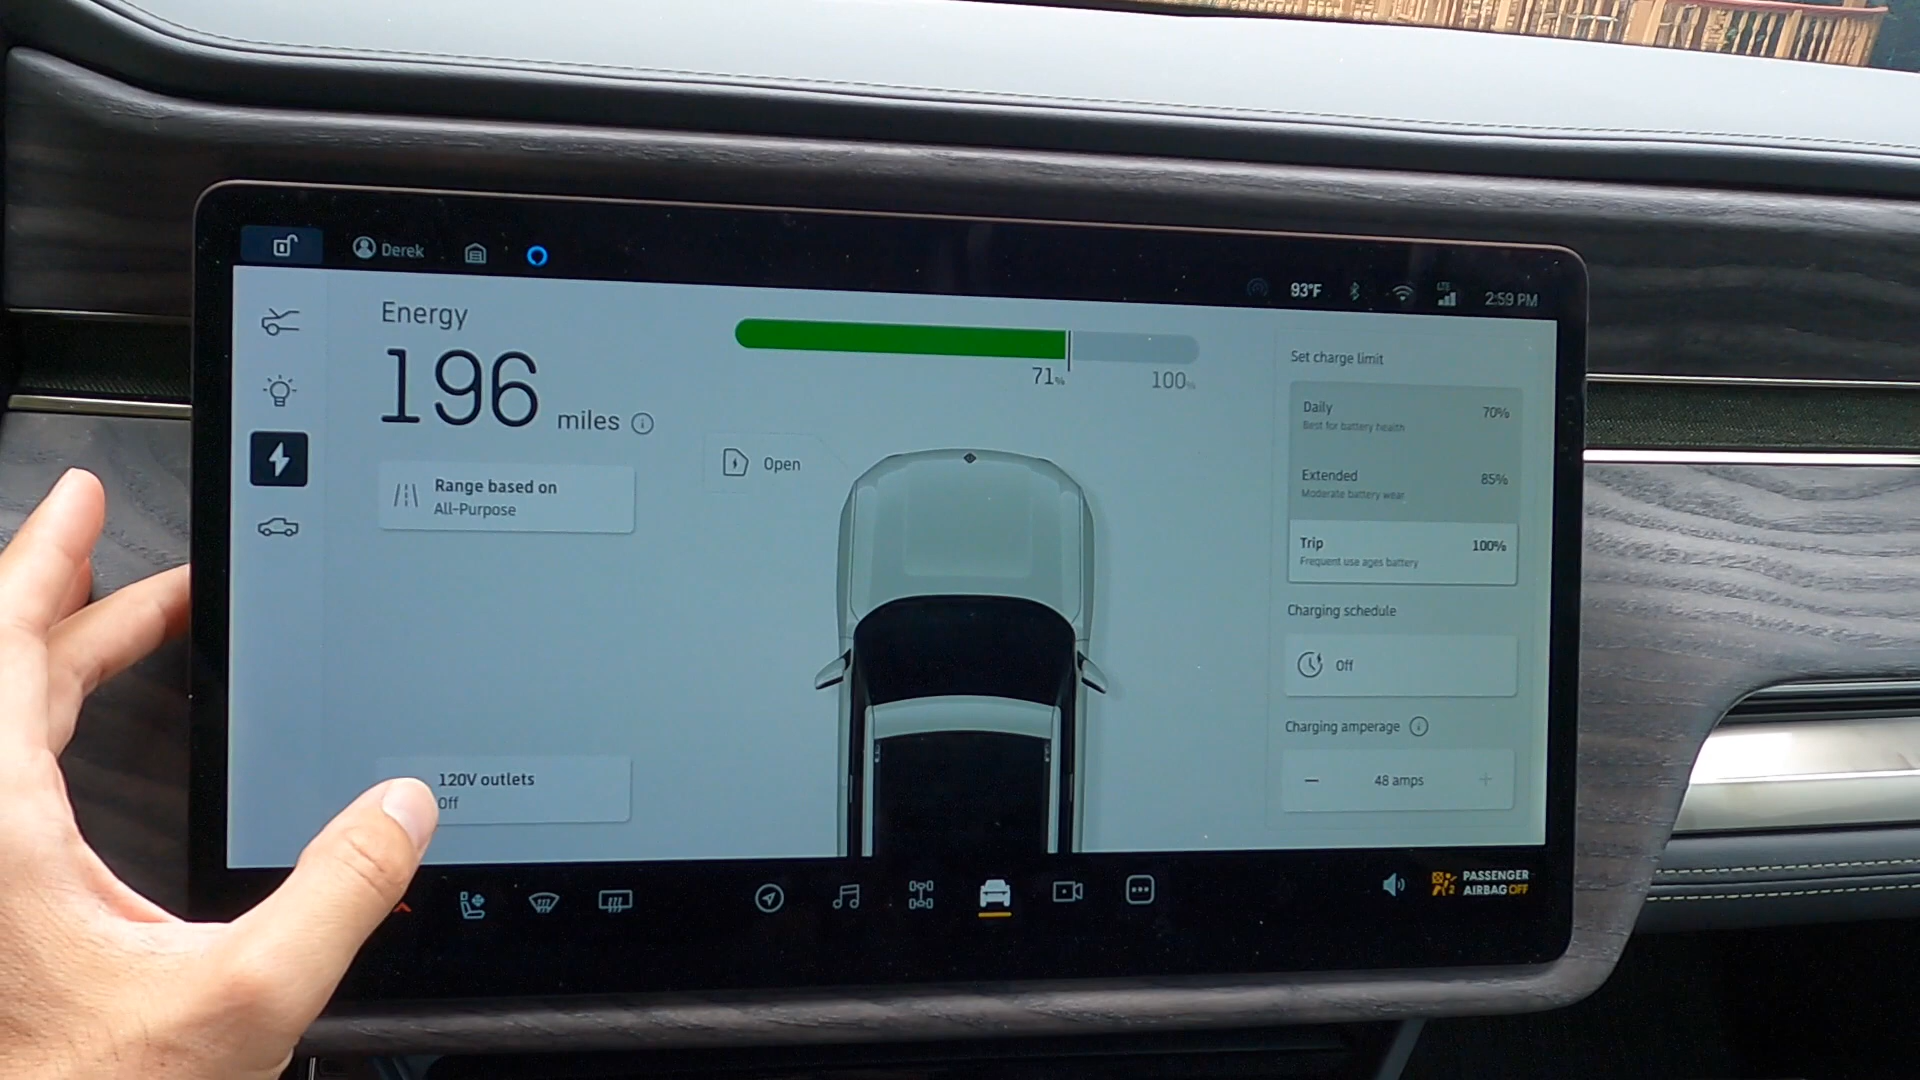 Derek
93°F
LTE
2:59 PM
Energy
196 miles
71%
100%
Range based on
All-Purpose
Open
120V outlets
Off
Set charge limit
Daily 70%
Best for battery health
Extended 85%
Moderate battery wear
Trip 100%
Frequent use ages battery
Charging schedule
Off
Charging amperage
48 amps
PASSENGER
AIRBAG OFF